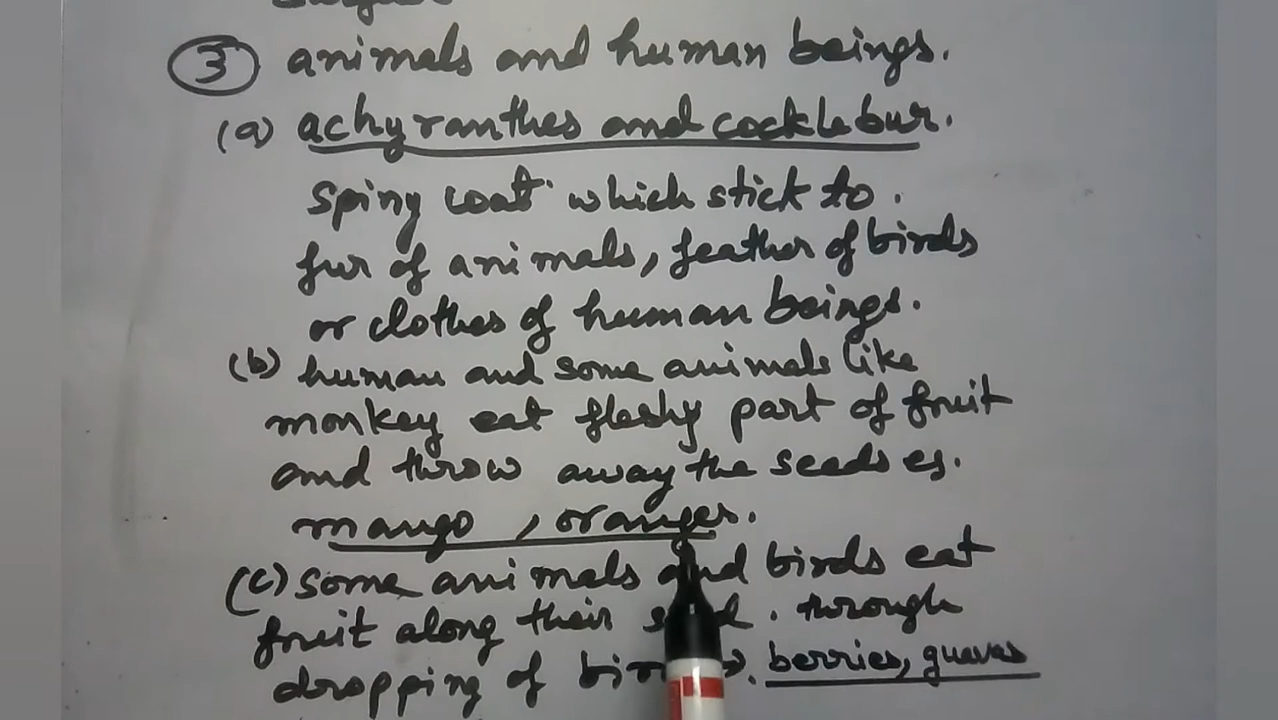 ③ animals and human beings.
(a) achyranthes and cocklebur.
Spiny coat which stick to.
fur of animals, feather of birds
or clothes of human beings.
(b) human and some animals like
monkey eat fleshy part of fruit
and throw away the seeds eg.
mango, oranges.
(c) some animals and birds eat
fruit along their. through
dropping of. berries, guavas